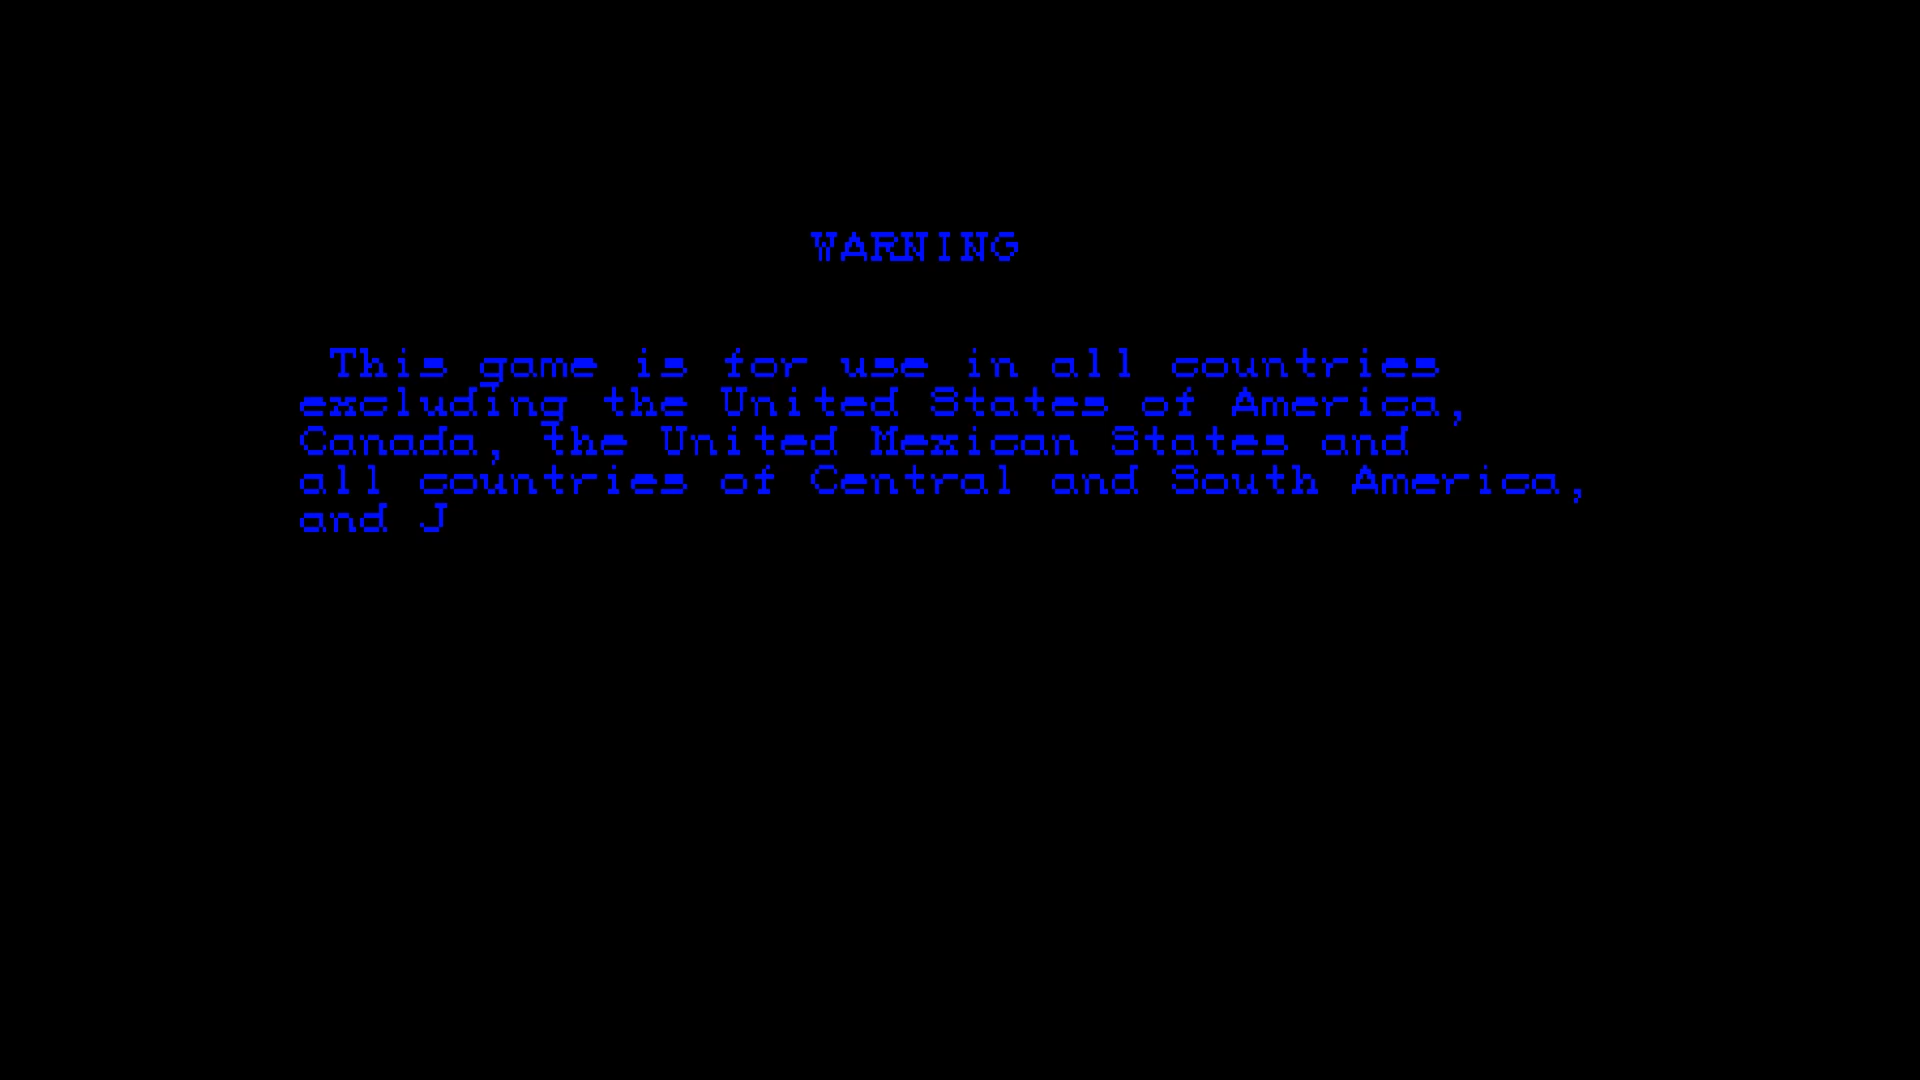 WARNING
This game is for use in all countries
excluding the United States of America,
Canada, the United Mexican States and
all countries of Central and South America,
and J